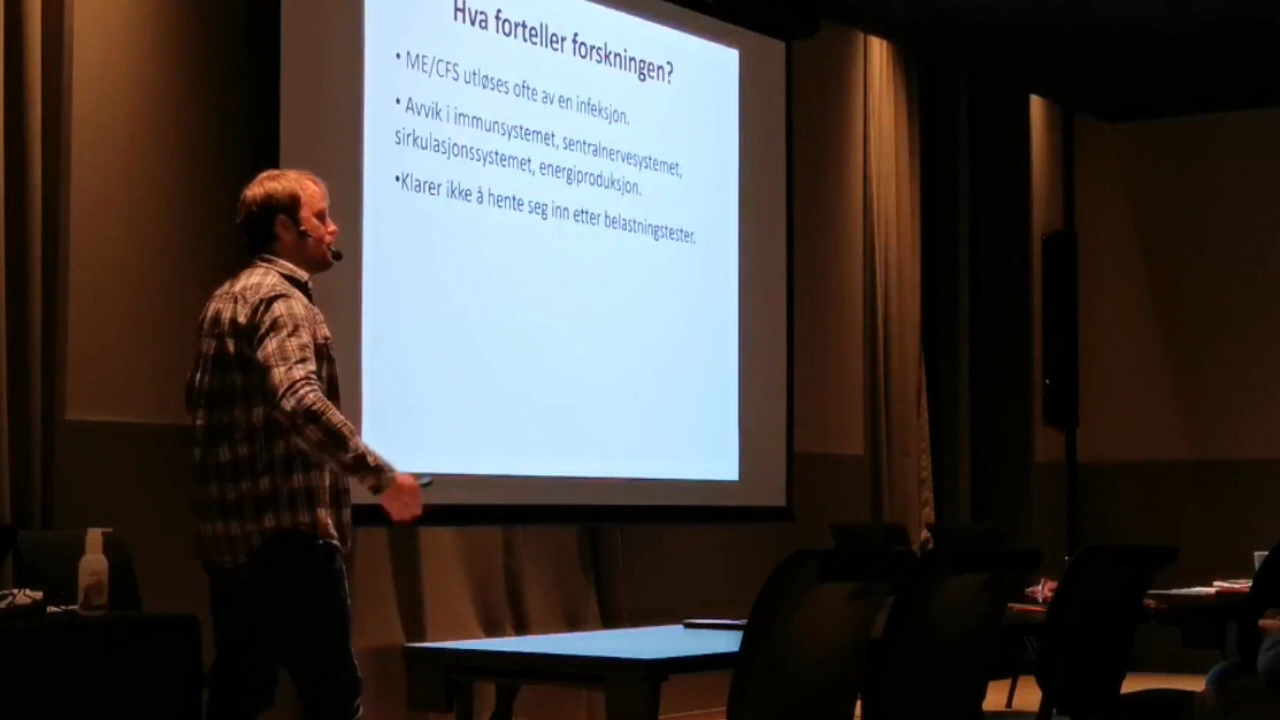 Hva forteller forskningen?
• ME/CFS utløses ofte av en infeksjon.
• Avvik i immunsystemet, sentralnervesystemet,
sirkulasjonssystemet, energiproduksjon.
•Klarer ikke å hente seg inn etter belastningstester.